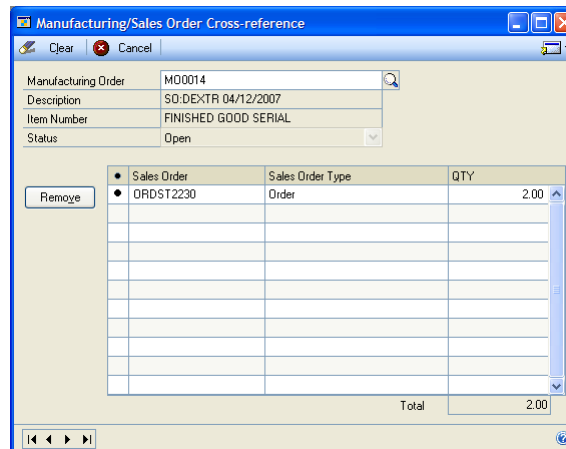 Manufacturing/Sales Order Cross-reference
Clear Cancel
Manufacturing Order MO0014
Description SO:DEXTR 04/12/2007
Item Number FINISHED GOOD SERIAL
Status Open
Sales Order Sales Order Type QTY
Remove ORDST2230 Order 2.00
Total 2.00